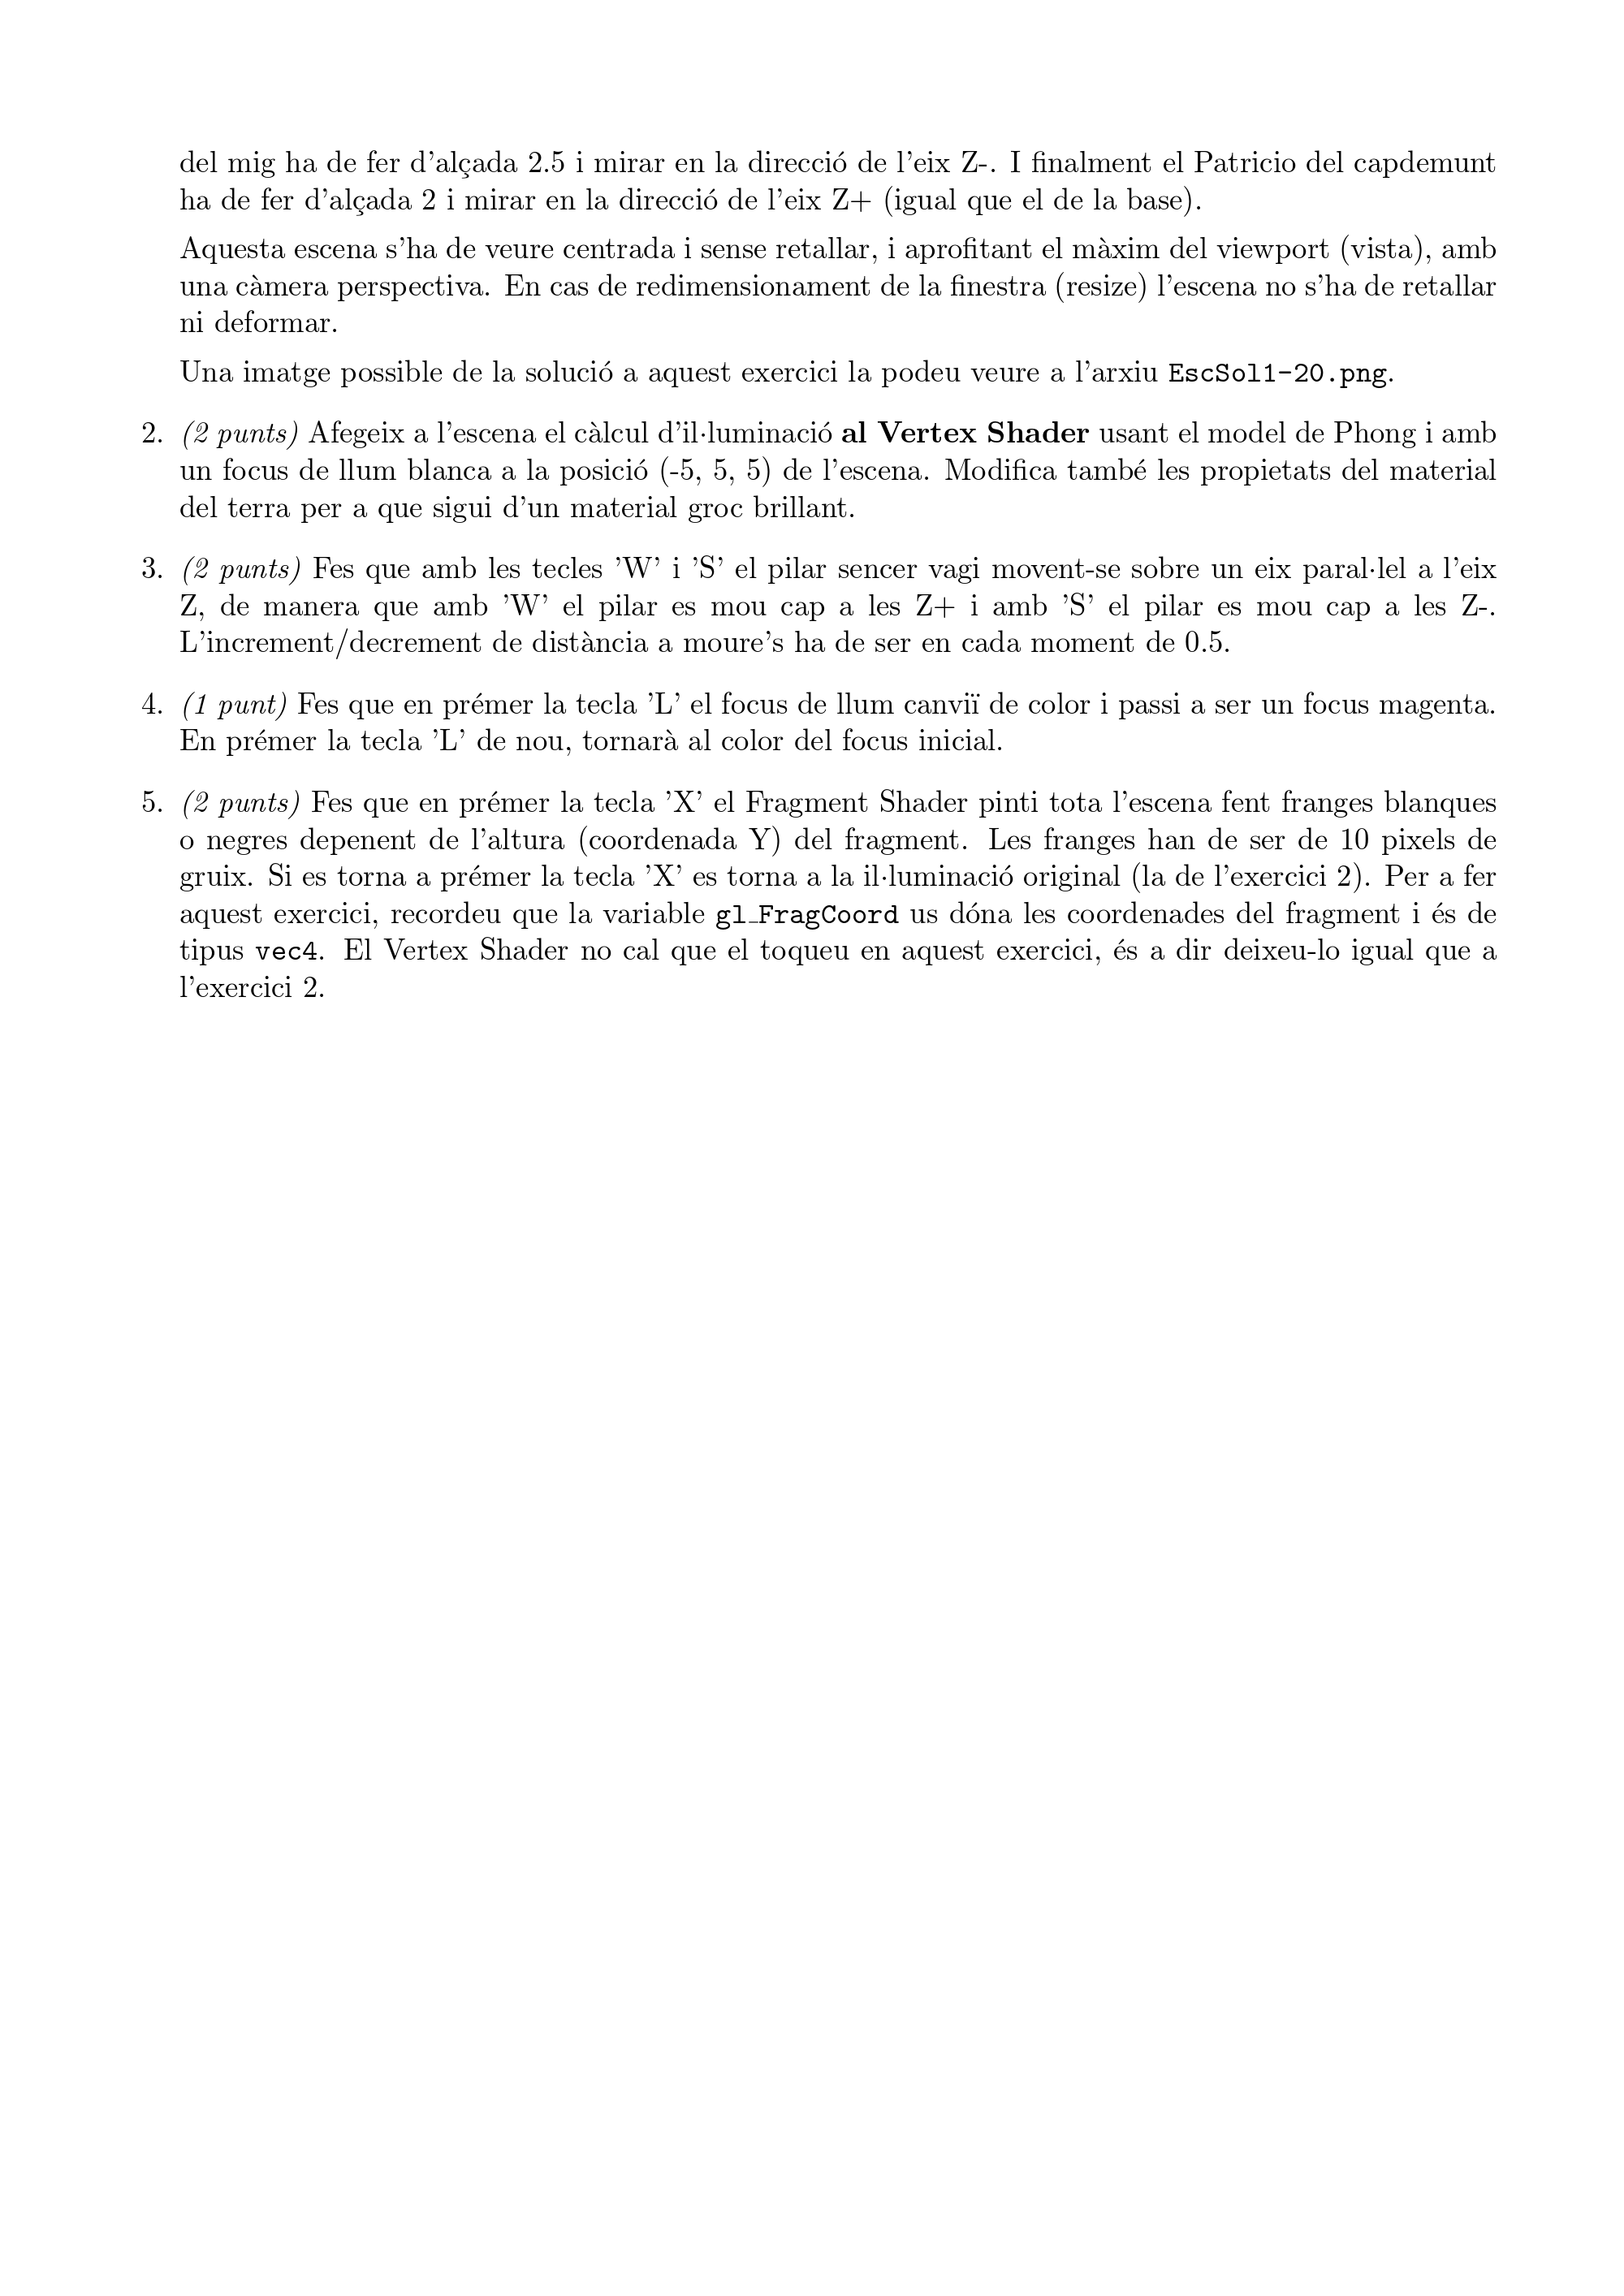 del mig ha de fer d'alçada 2.5 i mirar en la direcció de l'eix Z-. I finalment el Patricio del capdemunt
ha de fer d'alçada 2 i mirar en la direcció de l'eix Z+ (igual que el de la base).
Aquesta escena s'ha de veure centrada i sense retallar, i aprofitant el màxim del viewport (vista), amb
una càmera perspectiva. En cas de redimensionament de la finestra (resize) l'escena no s'ha de retallar
ni deformar.
Una imatge possible de la solució a aquest exercici la podeu veure a l'arxiu EscSol1-20.png.
2. (2 punts) Afegeix a l'escena el càlcul d'il·luminació al Vertex Shader usant el model de Phong i amb
un focus de llum blanca a la posició (-5, 5, 5) de l'escena. Modifica també les propietats del material
del terra per a que sigui d'un material groc brillant.
3. (2 punts) Fes que amb les tecles 'W' i 'S' el pilar sencer vagi movent-se sobre un eix paral·lel a l'eix
Z, de manera que amb 'W' el pilar es mou cap a les Z+ i amb 'S' el pilar es mou cap a les Z-.
L'increment/decrement de distància a moure's ha de ser en cada moment de 0.5.
4. (1 punt) Fes que en prémer la tecla 'L' el focus de llum canviï de color i passi a ser un focus magenta.
En prémer la tecla 'L' de nou, tornarà al color del focus inicial.
5. (2 punts) Fes que en prémer la tecla 'X' el Fragment Shader pinti tota l'escena fent franges blanques
o negres depenent de l'altura (coordenada Y) del fragment. Les franges han de ser de 10 pixels de
gruix. Si es torna a prémer la tecla 'X' es torna a la il·luminació original (la de l'exercici 2). Per a fer
aquest exercici, recordeu que la variable gl_FragCoord us dóna les coordenades del fragment i és de
tipus vec4. El Vertex Shader no cal que el toqueu en aquest exercici, és a dir deixeu-lo igual que a
l'exercici 2.